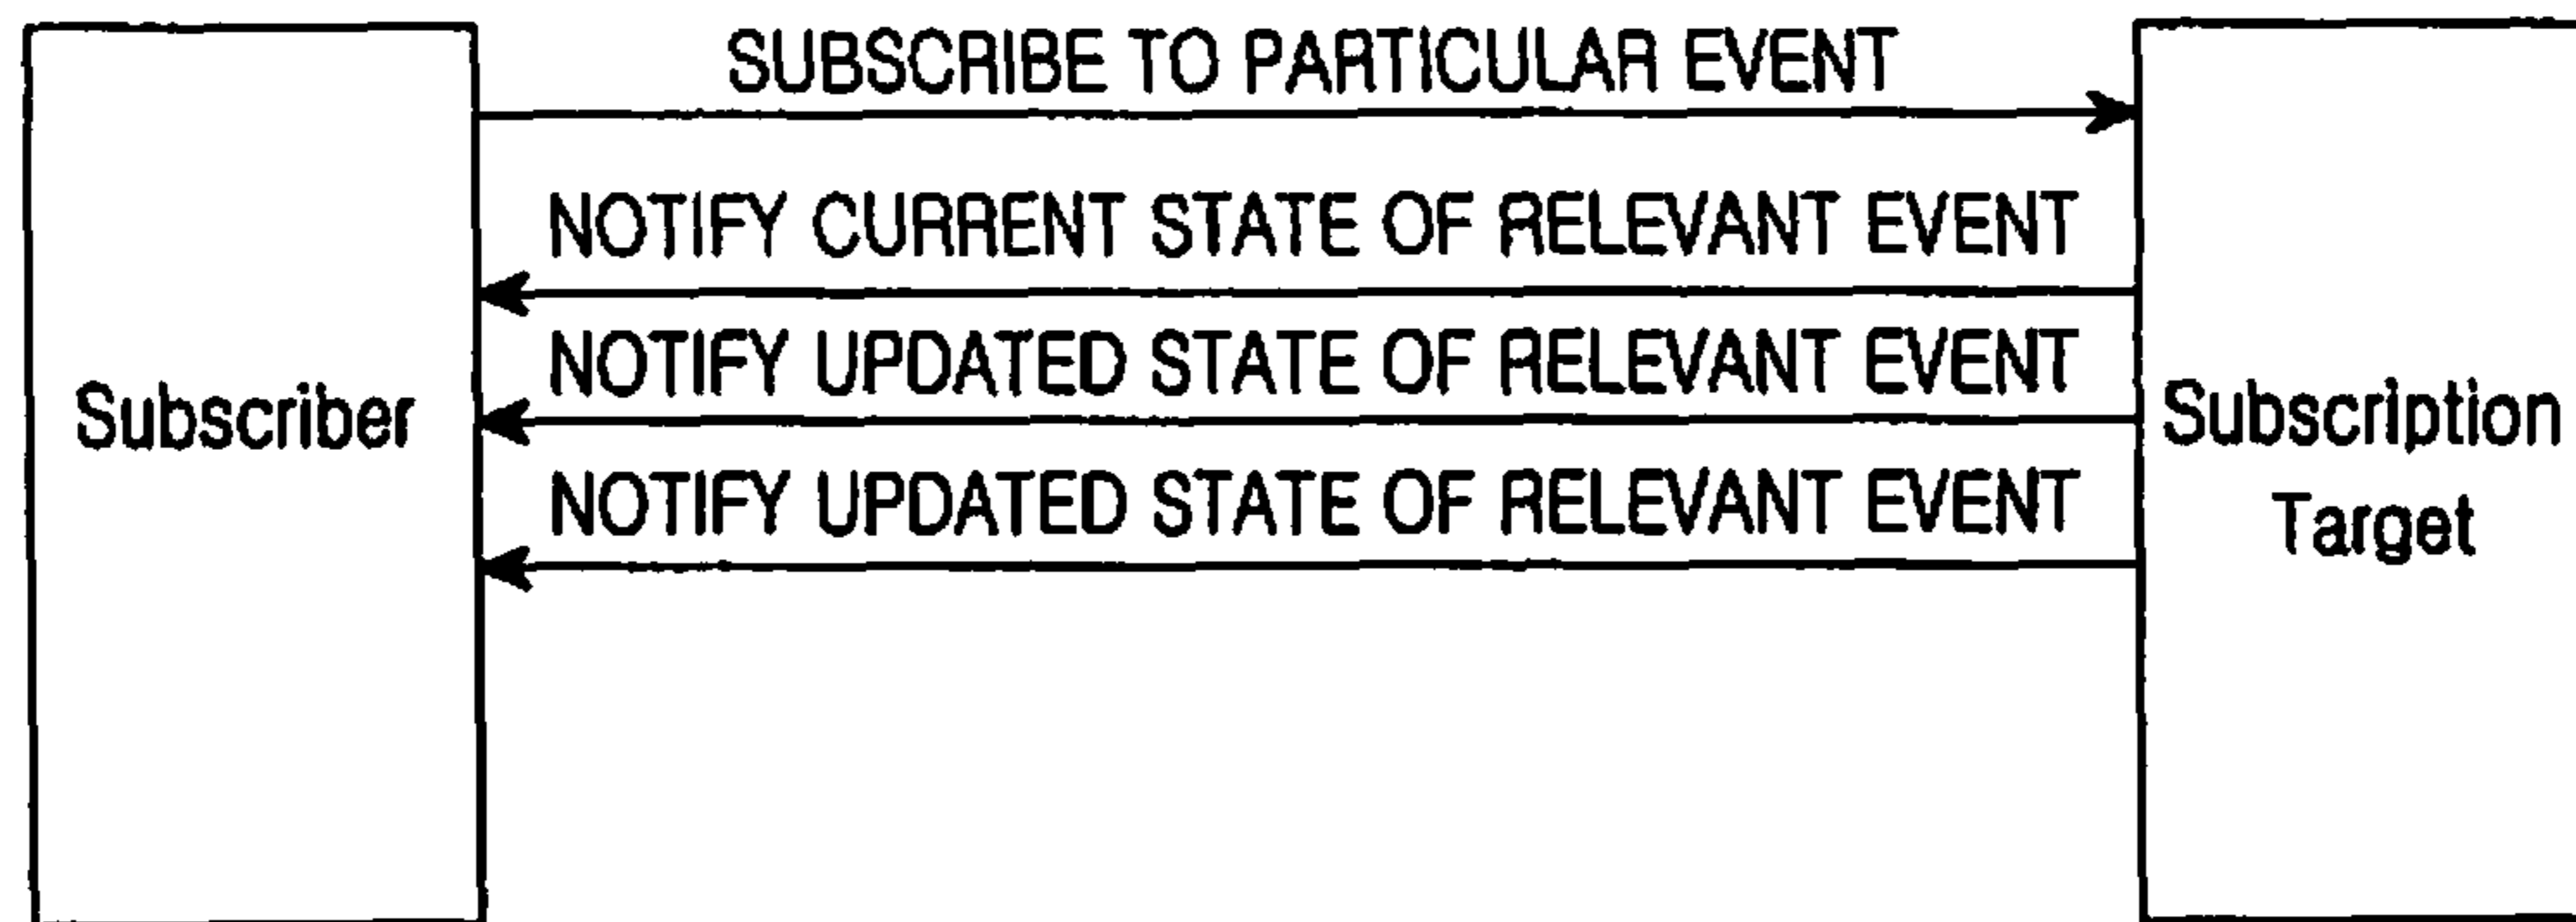 SUBSCRIBE TO PARTICULAR EVENT
NOTIFY CURRENT STATE OF RELEVANT EVENT
NOTIFY UPDATED STATE OF RELEVANT EVENT
Subscriber
Subscription
Target
NOTIFY UPDATED STATE OF RELEVANT EVENT